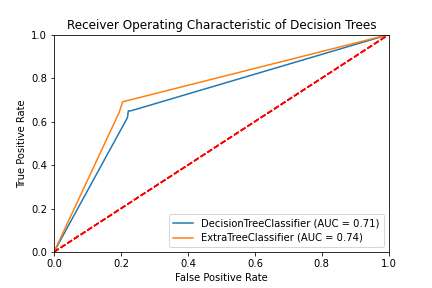 Receiver Operating Characteristic of Decision Trees
True Positive Rate
1.0
0.8
0.6
0.4
0.2
0.0
DecisionTreeClassifier (AUC = 0.71)
ExtraTreeClassifier (AUC = 0.74)
0.0 0.2 0.4 0.6 0.8 1.0
False Positive Rate